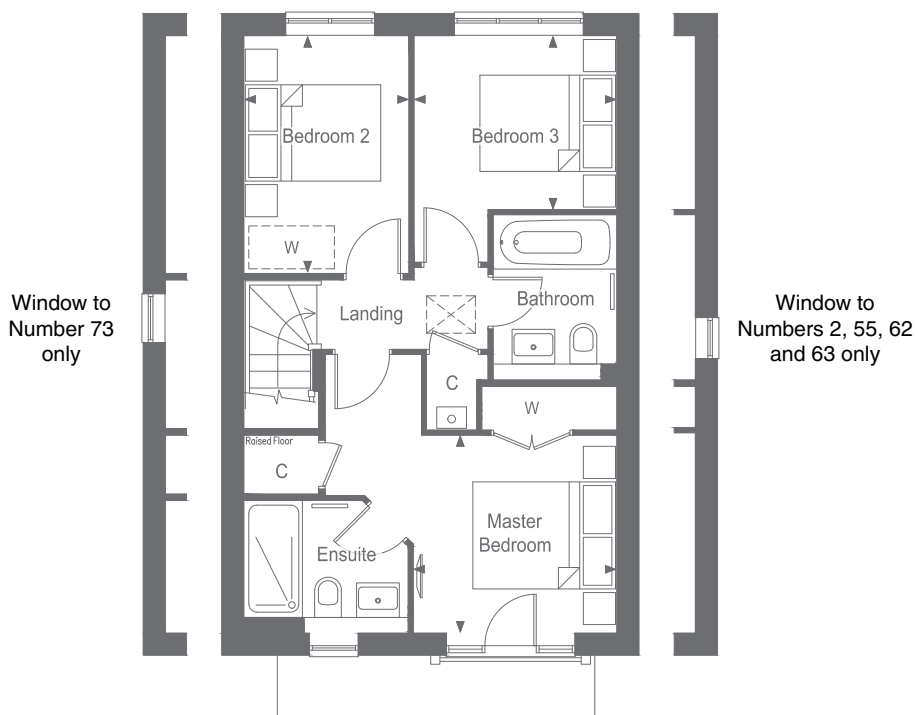 Bedroom 2
Bedroom 3
W
Window to
Number 73
only
Landing
Bathroom
Window to
Numbers 2, 55, 62
and 63 only
C
W
Raised Floor
C
Master
Bedroom
Ensuite